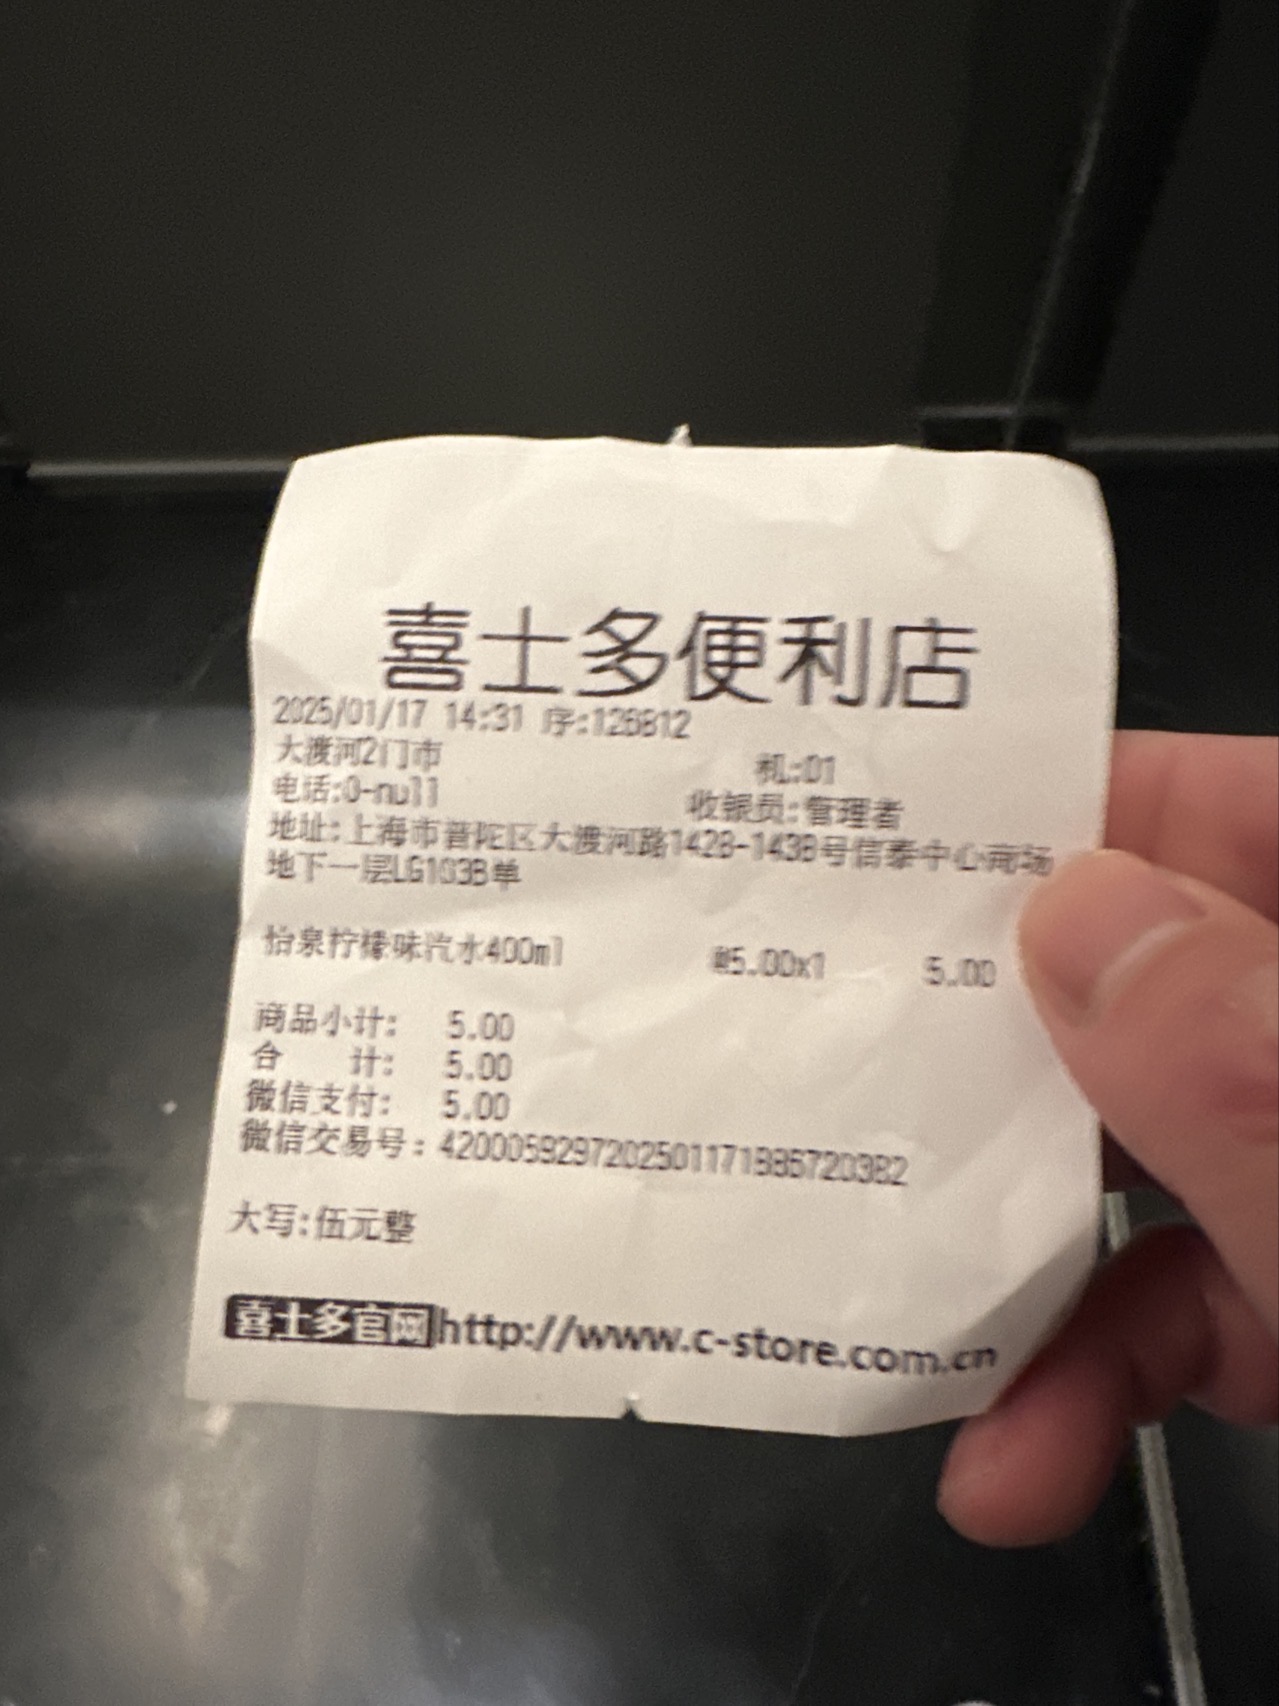 喜士多便利店
2025/01/17 14:31 序:126812
大渡河2门市 机:01
电话:0-null 收银员:管理者
地址:上海市普陀区大渡河路1428-1438号信泰中心商场
地下一层LG103B单
怡泉柠檬味汽水400ml @5.00x1 5.00
商品小计: 5.00
合 计: 5.00
微信支付: 5.00
微信交易号:
大写:伍元整
喜士多官网http://www.c-store.com.cn